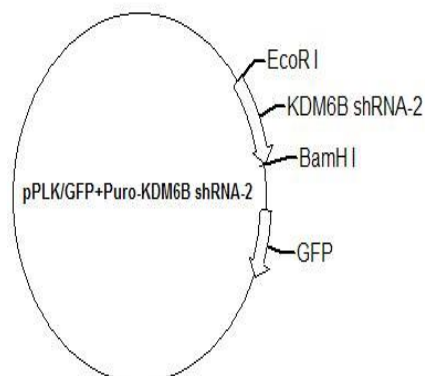 EcoR I
KDM6B shRNA-2
BamH I
pPLK/GFP+Puro-KDM6B shRNA-2
GFP